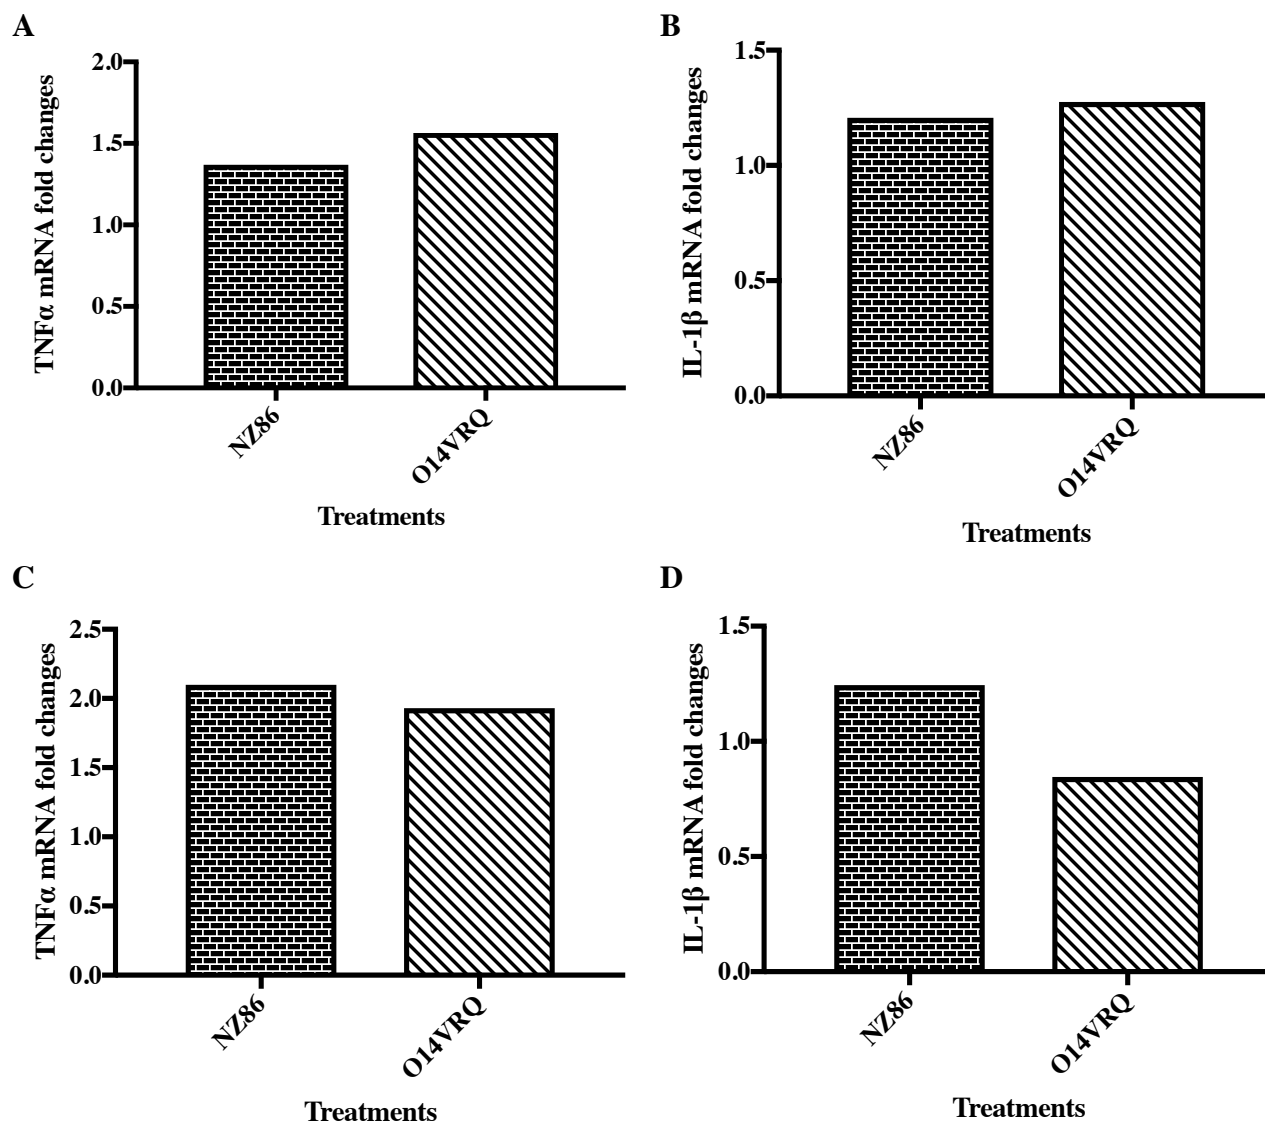 A
TNFα mRNA fold changes
2.0
1.5
1.0
0.5
0.0
NZ86
O14VRQ
Treatments
B
IL-1β mRNA fold changes
1.5
1.0
0.5
0.0
NZ86
O14VRQ
Treatments
C
TNFα mRNA fold changes
2.5
2.0
1.5
1.0
0.5
0.0
NZ86
O14VRQ
Treatments
D
IL-1β mRNA fold changes
1.5
1.0
0.5
0.0
NZ86
O14VRQ
Treatments